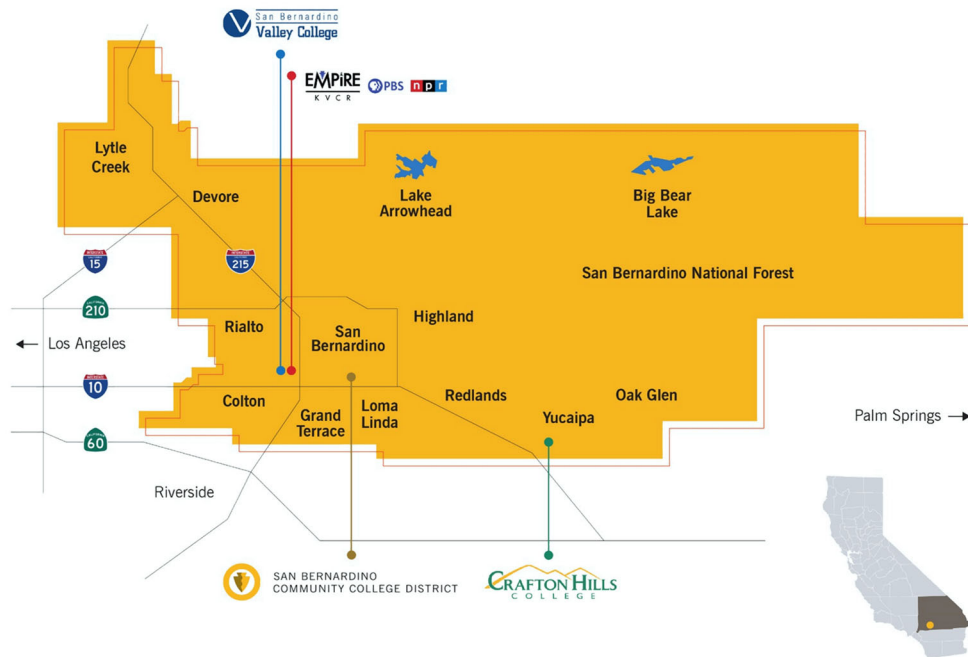 San Bernardino
Valley College
EMPIRE
KVCR
PBS
npr
Lytle
Creek
Devore
Lake
Arrowhead
Big Bear
Lake
15
215
San Bernardino National Forest
210
Rialto
San
Bernardino
Highland
← Los Angeles
10
Colton
Grand
Terrace
Loma
Linda
Redlands
Yucaipa
Oak Glen
Palm Springs →
60
Riverside
SAN BERNARDINO
COMMUNITY COLLEGE DISTRICT
CRAFTON HILLS
COLLEGE